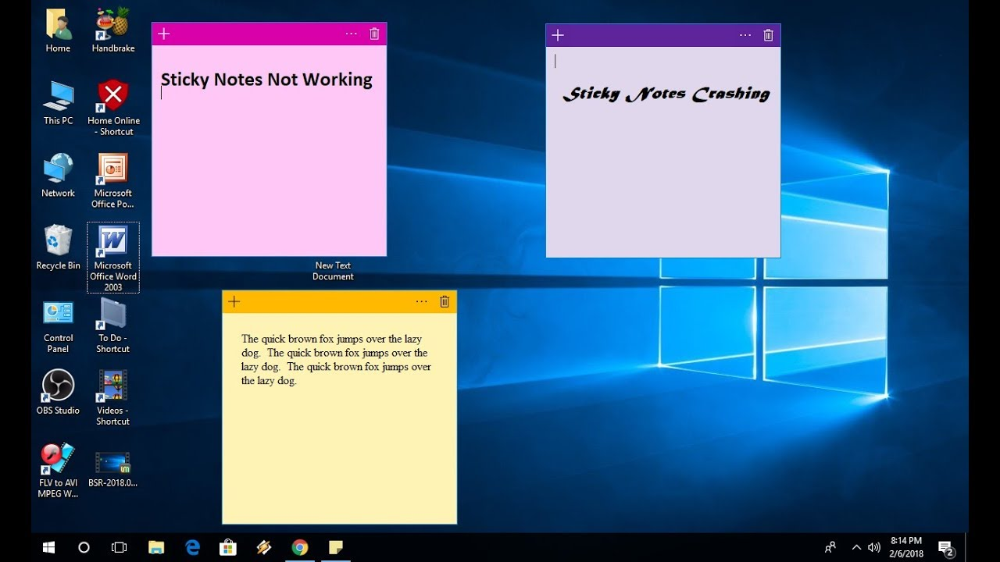 Home
Handbrake
This PC
Home Online
- Shortcut
Network
Microsoft
Office Po...
Recycle Bin
Microsoft
Office Word
2003
Control
Panel
To Do -
Shortcut
OBS Studio
Videos -
Shortcut
FLV to AVI
MPEG W...
BSR-2018.0...
Sticky Notes Not Working
Sticky Notes Crashing
New Text
Document
The quick brown fox jumps over the lazy
dog.  The quick brown fox jumps over the
lazy dog.  The quick brown fox jumps over
the lazy dog.
8:14 PM
2/6/2018
2